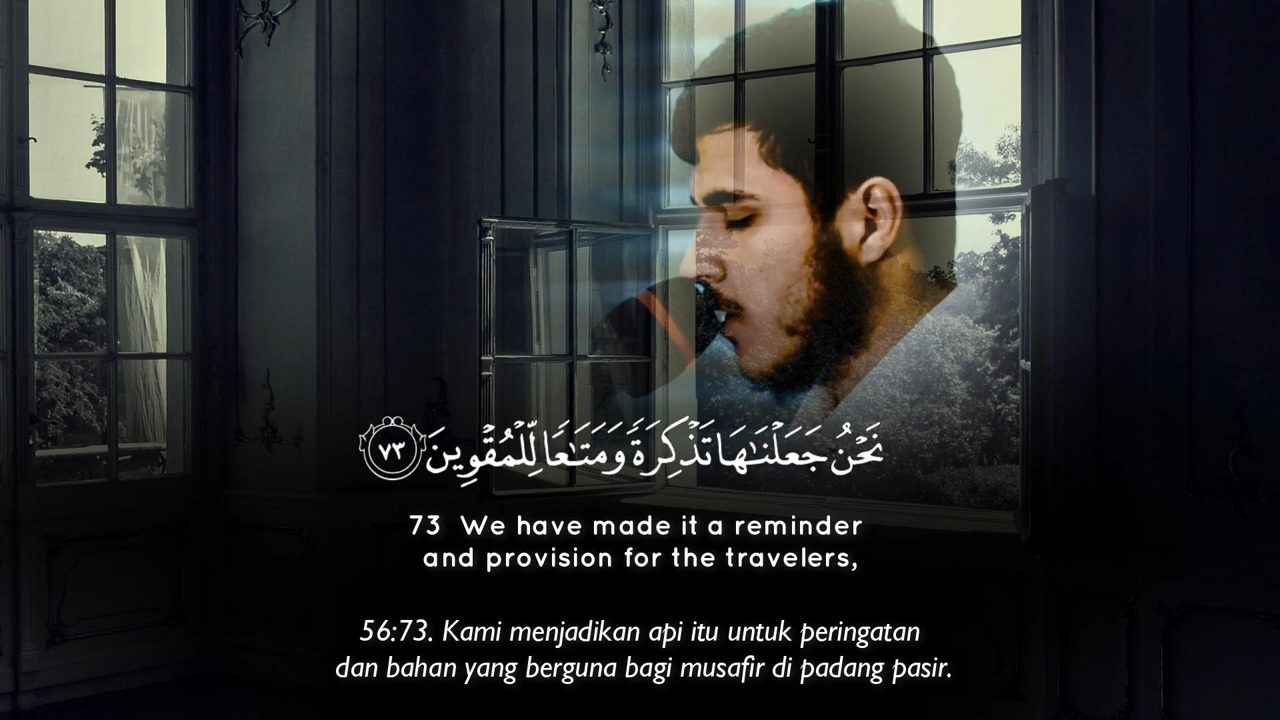 نَحْنُ جَعَلْنَـٰهَا تَذْكِرَةً وَمَتَـٰعًا لِّلْمُقْوِينَ ٧٣
73 We have made it a reminder
and provision for the travelers,
56:73. Kami menjadikan api itu untuk peringatan
dan bahan yang berguna bagi musafir di padang pasir.